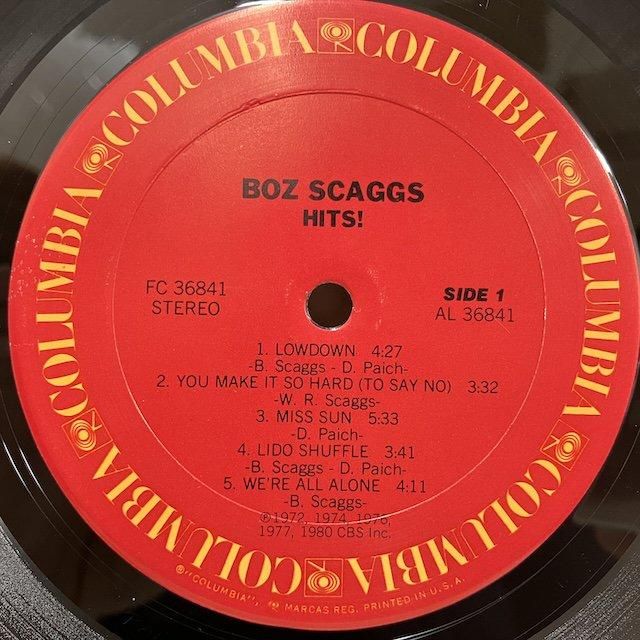 COLUMBIA COLUMBIA COLUMBIA COLUMBIA COLUMBIA COLUMBIA COLUMBIA
BOZ SCAGGS
HITS!
FC 36841
STEREO
SIDE 1
AL 36841
1. LOWDOWN 4:27
-B. Scaggs - D. Paich-
2. YOU MAKE IT SO HARD (TO SAY NO) 3:32
-W. R. Scaggs-
3. MISS SUN 5:33
-D. Paich-
4. LIDO SHUFFLE 3:41
-B. Scaggs - D. Paich-
5. WE'RE ALL ALONE 4:11
-B. Scaggs-
℗1972, 1974, 1976,
1977, 1980 CBS Inc.
®"COLUMBIA", MARCAS REG. PRINTED IN U.S.A.